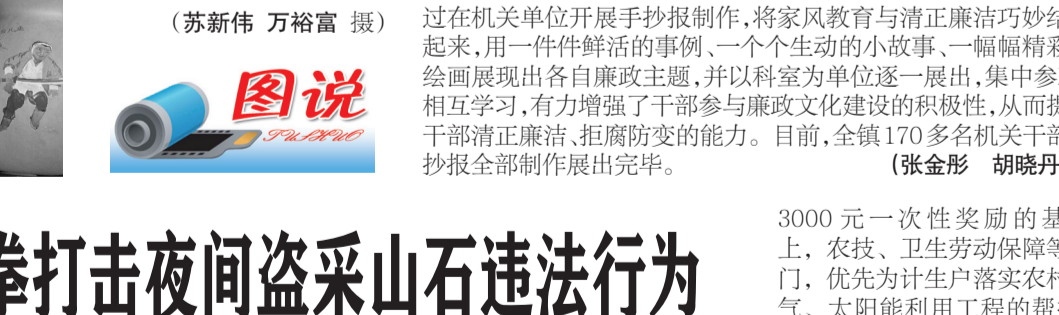 （苏新伟 万裕富 摄）
图说
TUSHUO
过在机关单位开展手抄报制作，将家风教育与清正廉洁巧妙结
起来，用一件件鲜活的事例、一个个生动的小故事、一幅幅精彩
绘画展现出各自廉政主题，并以科室为单位逐一展出，集中参
相互学习，有力增强了干部参与廉政文化建设的积极性，从而提
干部清正廉洁、拒腐防变的能力。目前，全镇170多名机关干部
抄报全部制作展出完毕。
（张金彤 胡晓丹
拳打击夜间盗采山石违法行为
3000元一次性奖励的基
上，农技、卫生劳动保障等
门，优先为计生户落实农村
气、太阳能利用工程的帮扶